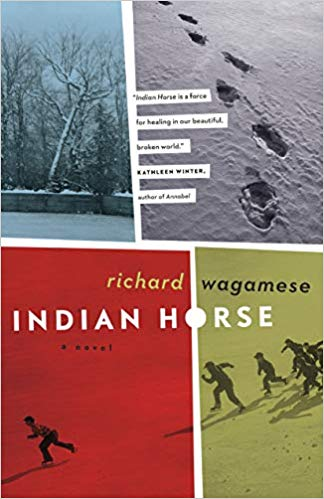 "Indian Horse is a force
for healing in our beautiful,
broken world."
KATHLEEN WINTER,
author of Annabel
richard wagamese
INDIAN HORSE
a novel